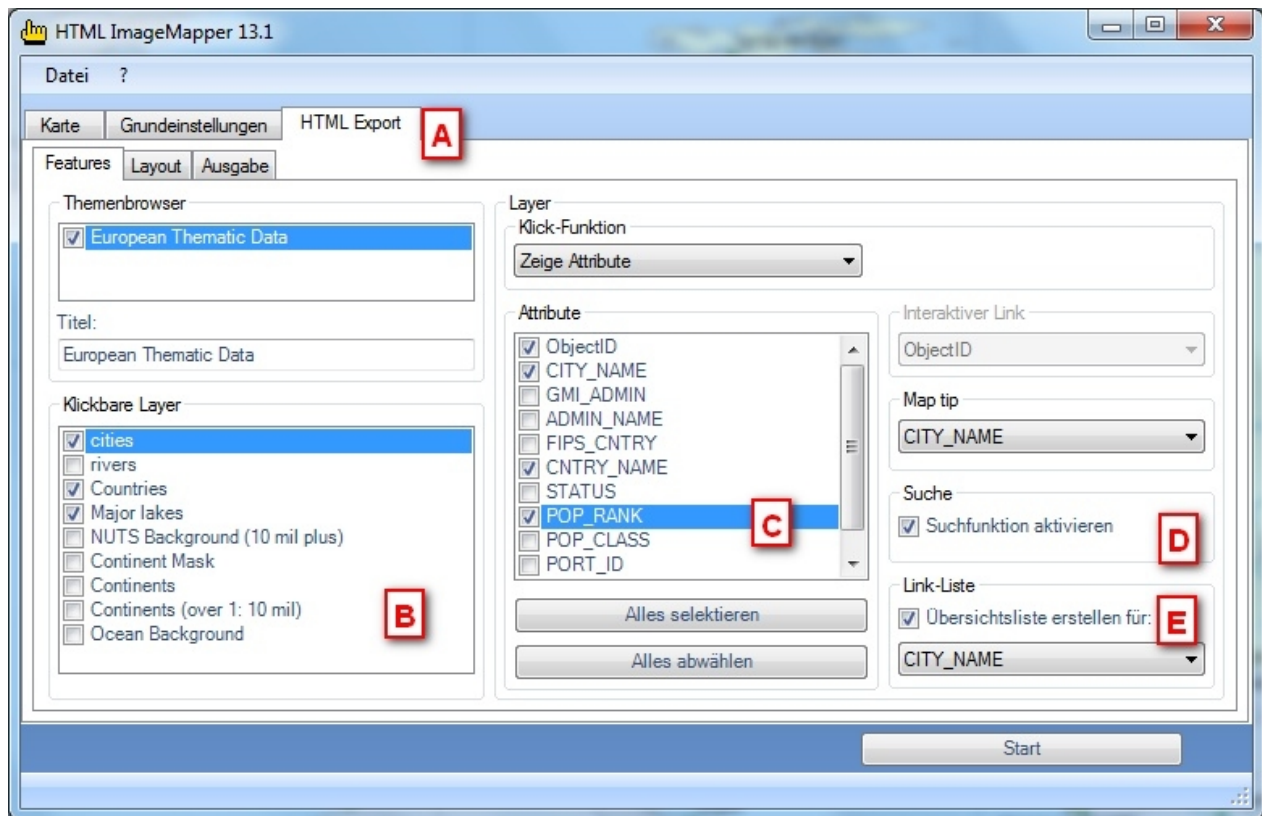 HTML ImageMapper 13.1
Datei ?
Karte Grundeinstellungen HTML Export A
Features Layout Ausgabe
Themenbrowser
European Thematic Data
Titel:
European Thematic Data
Klickbare Layer
cities
rivers
Countries
Major lakes
NUTS Background (10 mil plus)
Continent Mask
Continents
Continents (over 1: 10 mil)
Ocean Background
B
Layer
Klick-Funktion
Zeige Attribute
Attribute
ObjectID
CITY_NAME
GMI_ADMIN
ADMIN_NAME
FIPS_CNTRY
CNTRY_NAME
STATUS
POP_RANK
POP_CLASS
PORT_ID
C
Alles selektieren
Alles abwählen
Interaktiver Link
ObjectID
Map tip
CITY_NAME
Suche
Suchfunktion aktivieren
D
Link-Liste
Übersichtsliste erstellen für:
E
CITY_NAME
Start